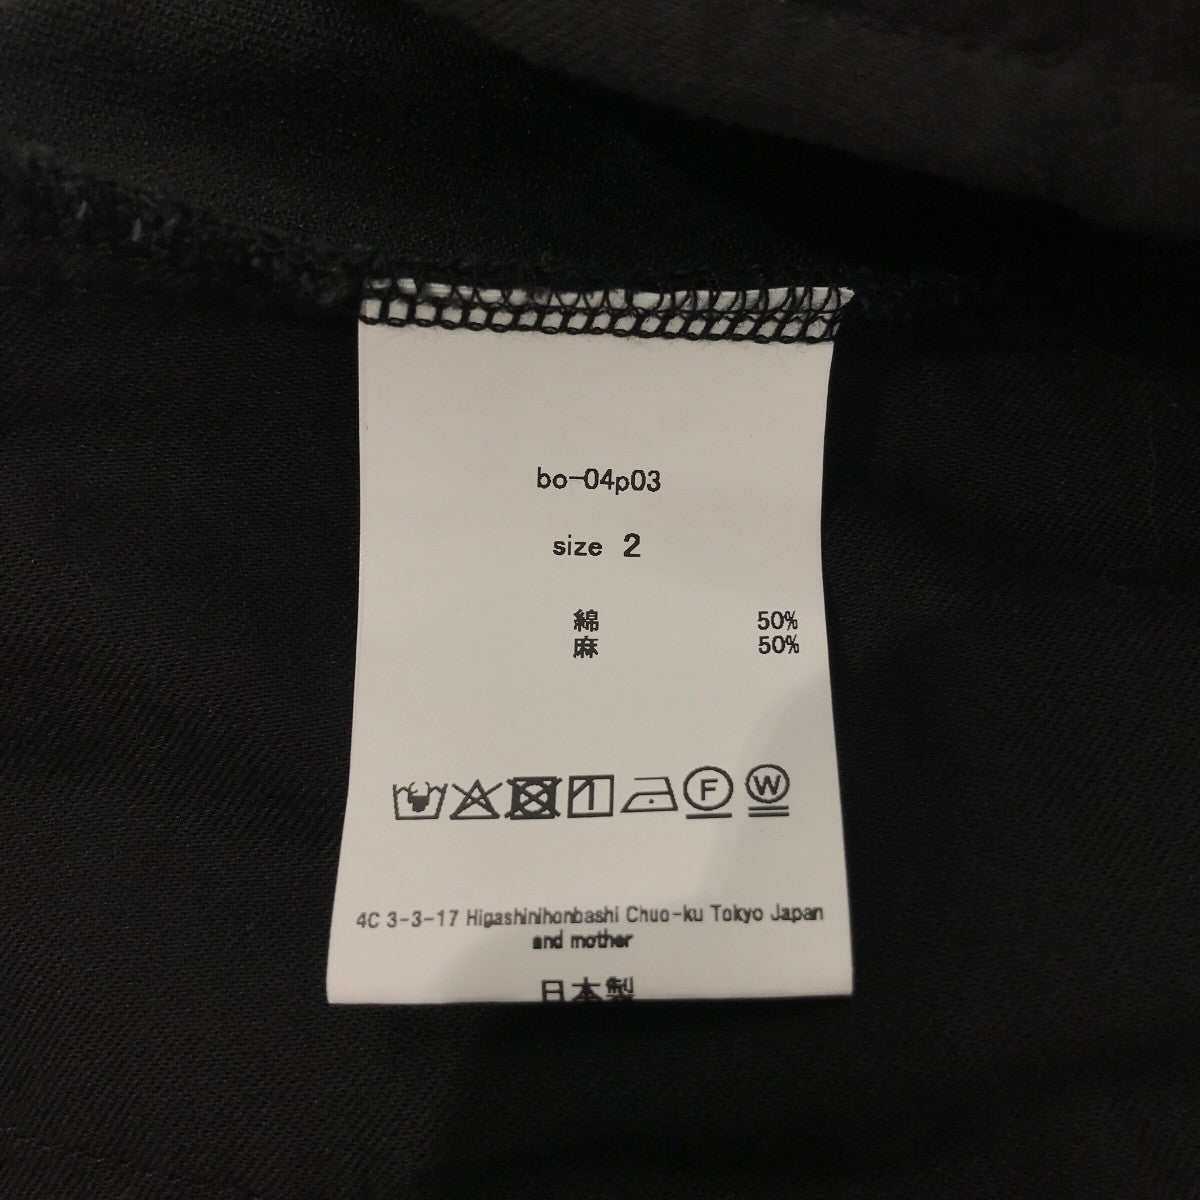 bo-04p03
size 2
綿 50%
麻 50%
F W
4C 3-3-17 Higashinihonbashi Chuo-ku Tokyo Japan
and mother
日本製